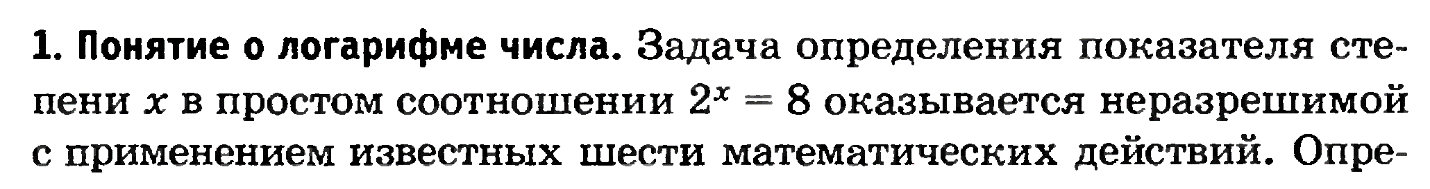 1. Понятие о логарифме числа. Задача определения показателя сте-
пени x в простом соотношении 2ˣ = 8 оказывается неразрешимой
с применением известных шести математических действий. Опре-